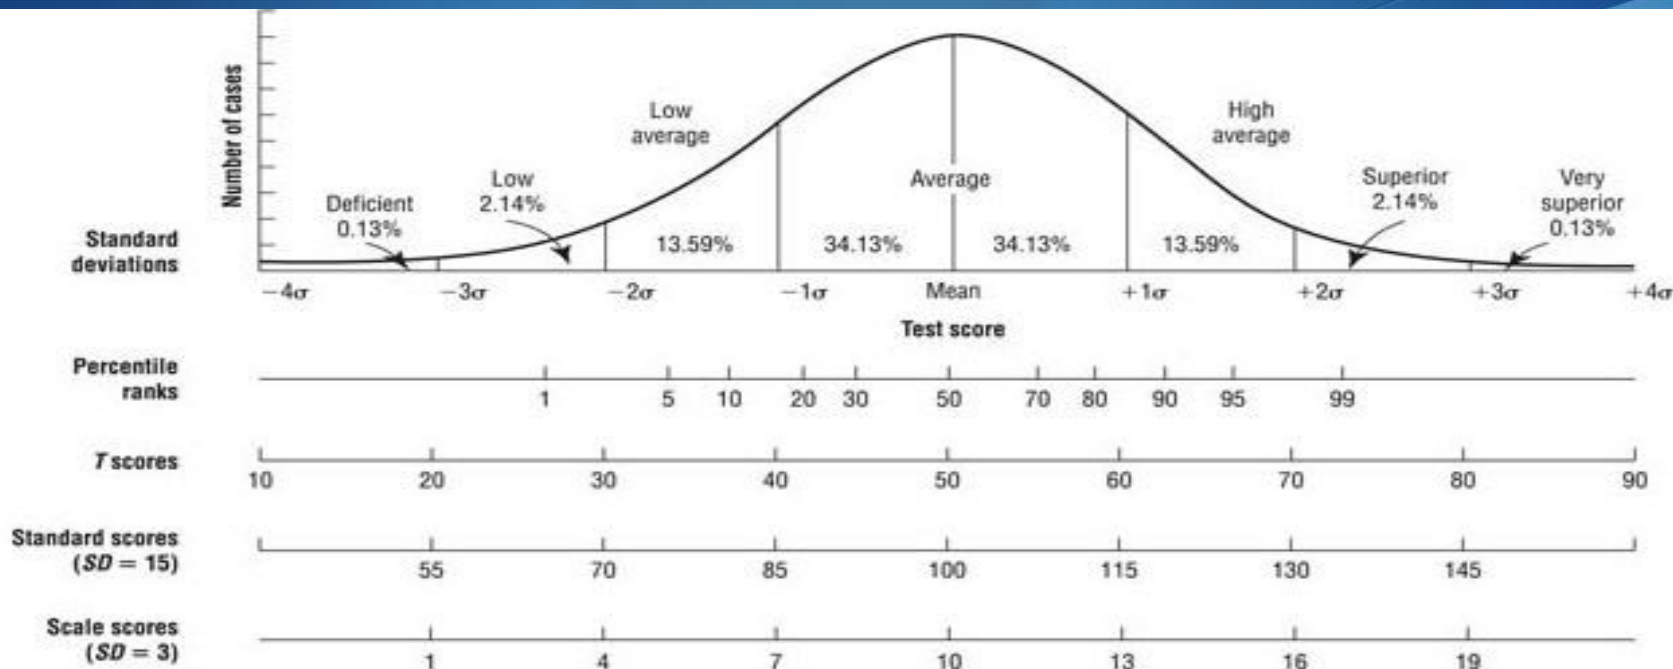 Number of cases
Low
average
High
average
Low
2.14%
Average
Superior
2.14%
Very
superior
0.13%
Deficient
0.13%
13.59% 34.13% 34.13% 13.59%
Standard
deviations
−4σ −3σ −2σ −1σ Mean +1σ +2σ +3σ +4σ
Test score
Percentile
ranks
1 5 10 20 30 50 70 80 90 95 99
T scores
10 20 30 40 50 60 70 80 90
Standard scores
(SD = 15)
55 70 85 100 115 130 145
Scale scores
(SD = 3)
1 4 7 10 13 16 19